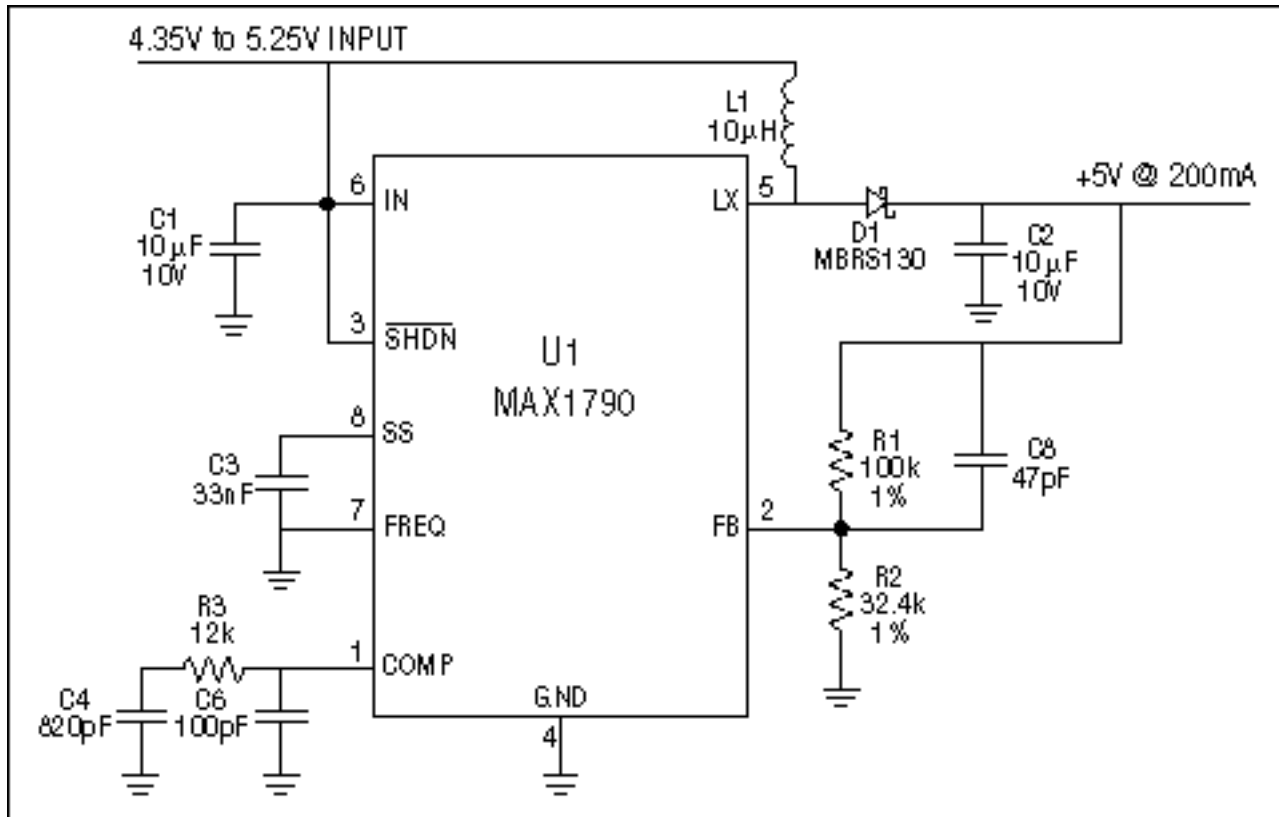 4.35V to 5.25V INPUT
L1
10µH
6
IN
LX
5
+5V @ 200mA
C1
10µF
10V
D1
MBRS130
C2
10µF
10V
3
SHDN
U1
MAX1790
8
SS
R1
100k
1%
C8
47pF
C3
33nF
7
FREQ
FB
2
R2
32.4k
1%
R3
12k
1
COMP
C4
820pF
C6
100pF
GND
4